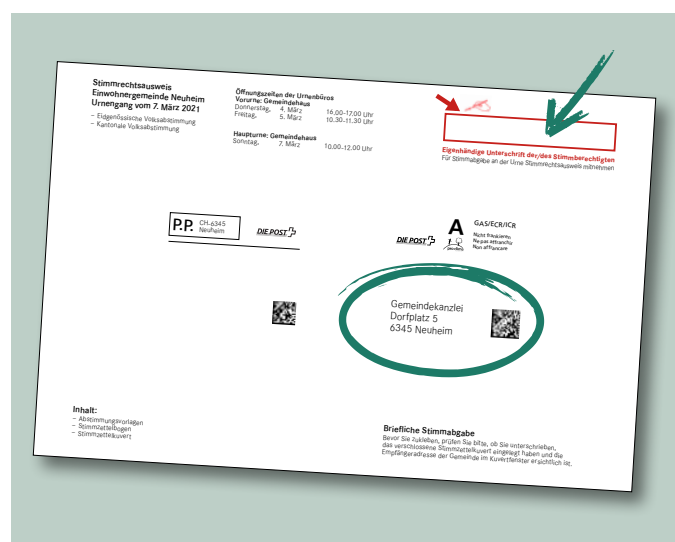 Stimmrechtsausweis
Einwohnergemeinde Neuheim
Urnengang vom 7. März 2021
– Eidgenössische Volksabstimmung
– Kantonale Volksabstimmung
Öffnungszeiten der Urnenbüros
Vorurne: Gemeindehaus
Donnerstag, 4. März 16.00-17.00 Uhr
Freitag, 5. März 10.30-11.30 Uhr
Haupturne: Gemeindehaus
Sonntag, 7. März 10.00-12.00 Uhr
Eigenhändige Unterschrift der/des Stimmberechtigten
Für Stimmabgabe an der Urne Stimmrechtsausweis mitnehmen
P.P. CH-6345
Neuheim
DIE POST
DIE POST
A
GAS/ECR/ICR
Nicht frankieren
Ne pas affranchir
Non affrancare
Gemeindekanzlei
Dorfplatz 5
6345 Neuheim
Inhalt:
– Abstimmungsvorlagen
– Stimmzettelbogen
– Stimmzettelkuvert
Briefliche Stimmabgabe
Bevor Sie zukleben, prüfen Sie bitte, ob Sie unterschrieben,
das verschlossene Stimmzettelkuvert eingelegt haben und die
Empfängeradresse der Gemeinde im Kuvertfenster ersichtlich ist.